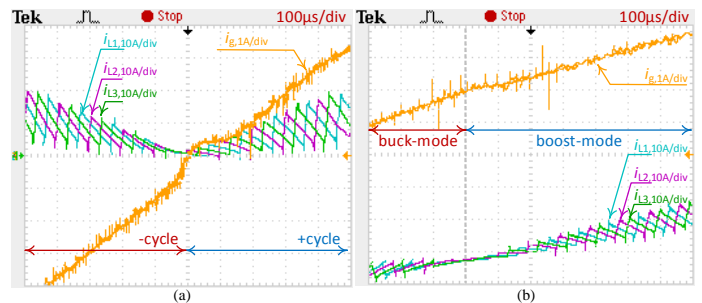 Tek Stop 100µs/div
iL1,10A/div
iL2,10A/div
iL3,10A/div
ig,1A/div
-cycle
+cycle
(a)
Tek Stop 100µs/div
ig,1A/div
buck-mode
boost-mode
iL1,10A/div
iL2,10A/div
iL3,10A/div
(b)